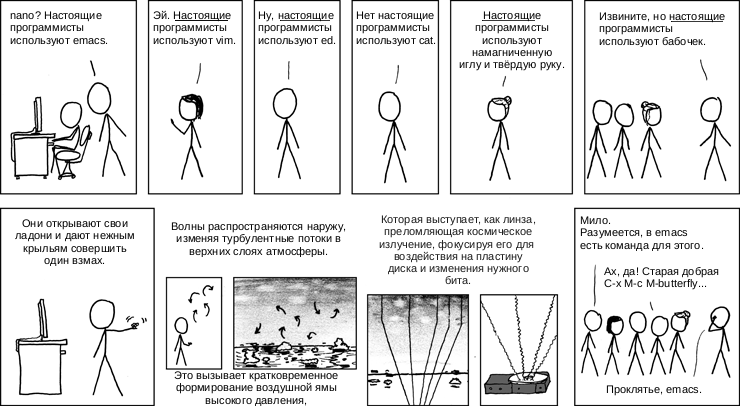 nano? Настоящие
программисты
используют emacs.
Эй. Настоящие
программисты
используют vim.
Ну, настоящие
программисты
используют ed.
Нет настоящие
программисты
используют cat.
Настоящие
программисты
используют
намагниченную
иглу и твёрдую руку.
Извините, но настоящие
программисты
используют бабочек.
Они открывают свои
ладони и дают нежным
крыльям совершить
один взмах.
Волны распространяются наружу,
изменяя турбулентные потоки в
верхних слоях атмосферы.
Это вызывает кратковременное
формирование воздушной ямы
высокого давления,
Которая выступает, как линза,
преломляющая космическое
излучение, фокусируя его для
воздействия на пластину
диска и изменения нужного
бита.
Мило.
Разумеется, в emacs
есть команда для этого.
Ах, да! Старая добрая
C-x M-c M-butterfly...
Проклятье, emacs.